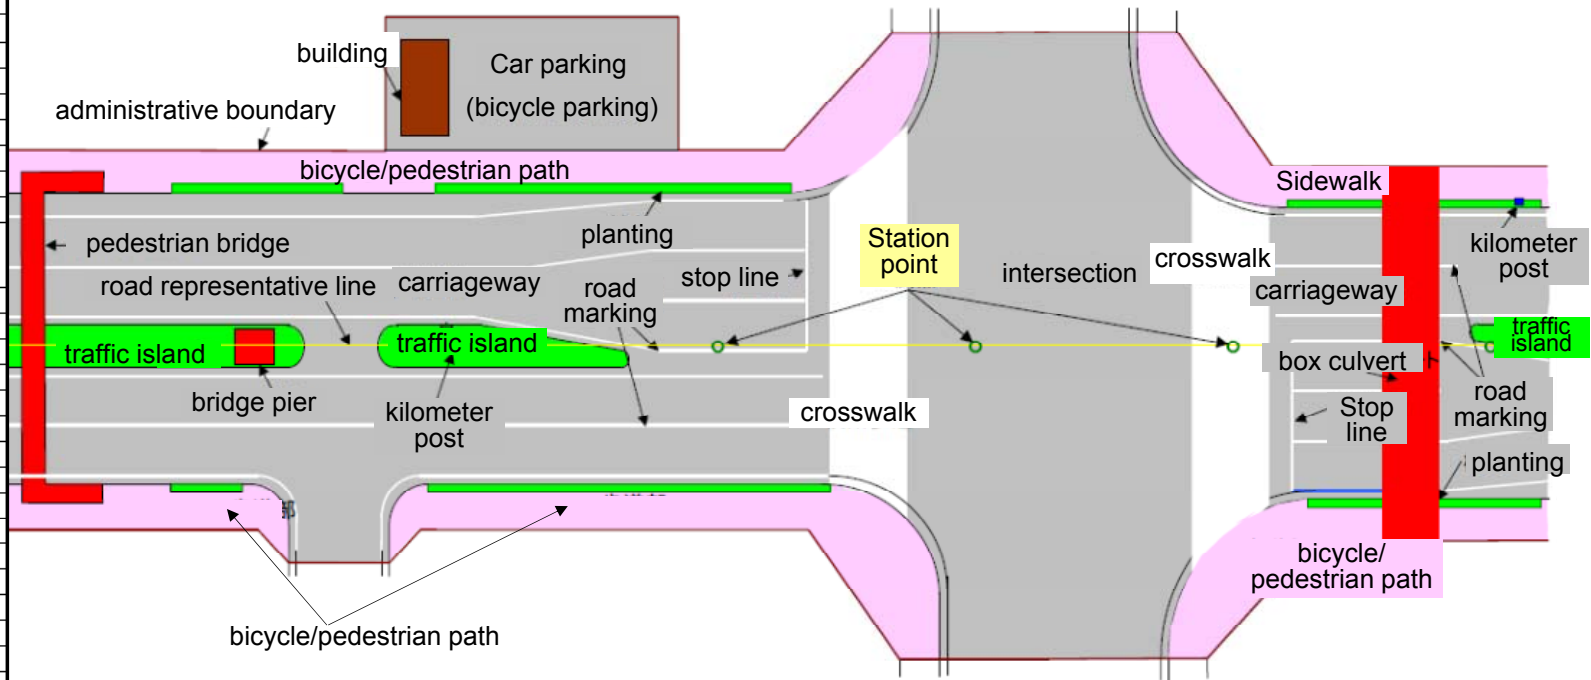 building
Car parking
(bicycle parking)
administrative boundary
bicycle/pedestrian path
Sidewalk
planting
pedestrian bridge
Station
point
kilometer
post
crosswalk
intersection
stop line
road representative line
carriageway
road
marking
carriageway
traffic island
traffic island
traffic
island
box culvert
bridge pier
kilometer
post
crosswalk
Stop
line
road
marking
planting
bicycle/
pedestrian path
bicycle/pedestrian path